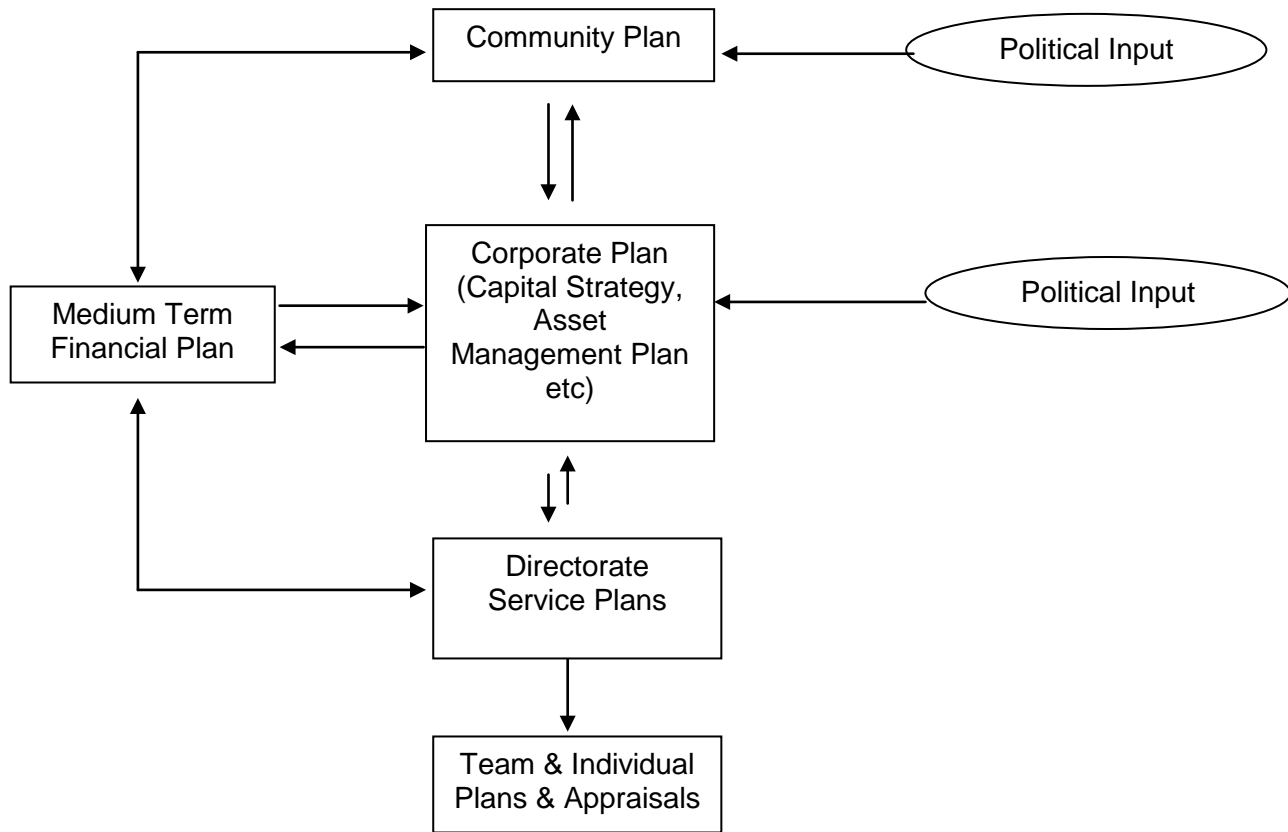 Community Plan
Political Input
Corporate Plan
(Capital Strategy,
Asset
Management Plan
etc)
Political Input
Medium Term
Financial Plan
Directorate
Service Plans
Team & Individual
Plans & Appraisals